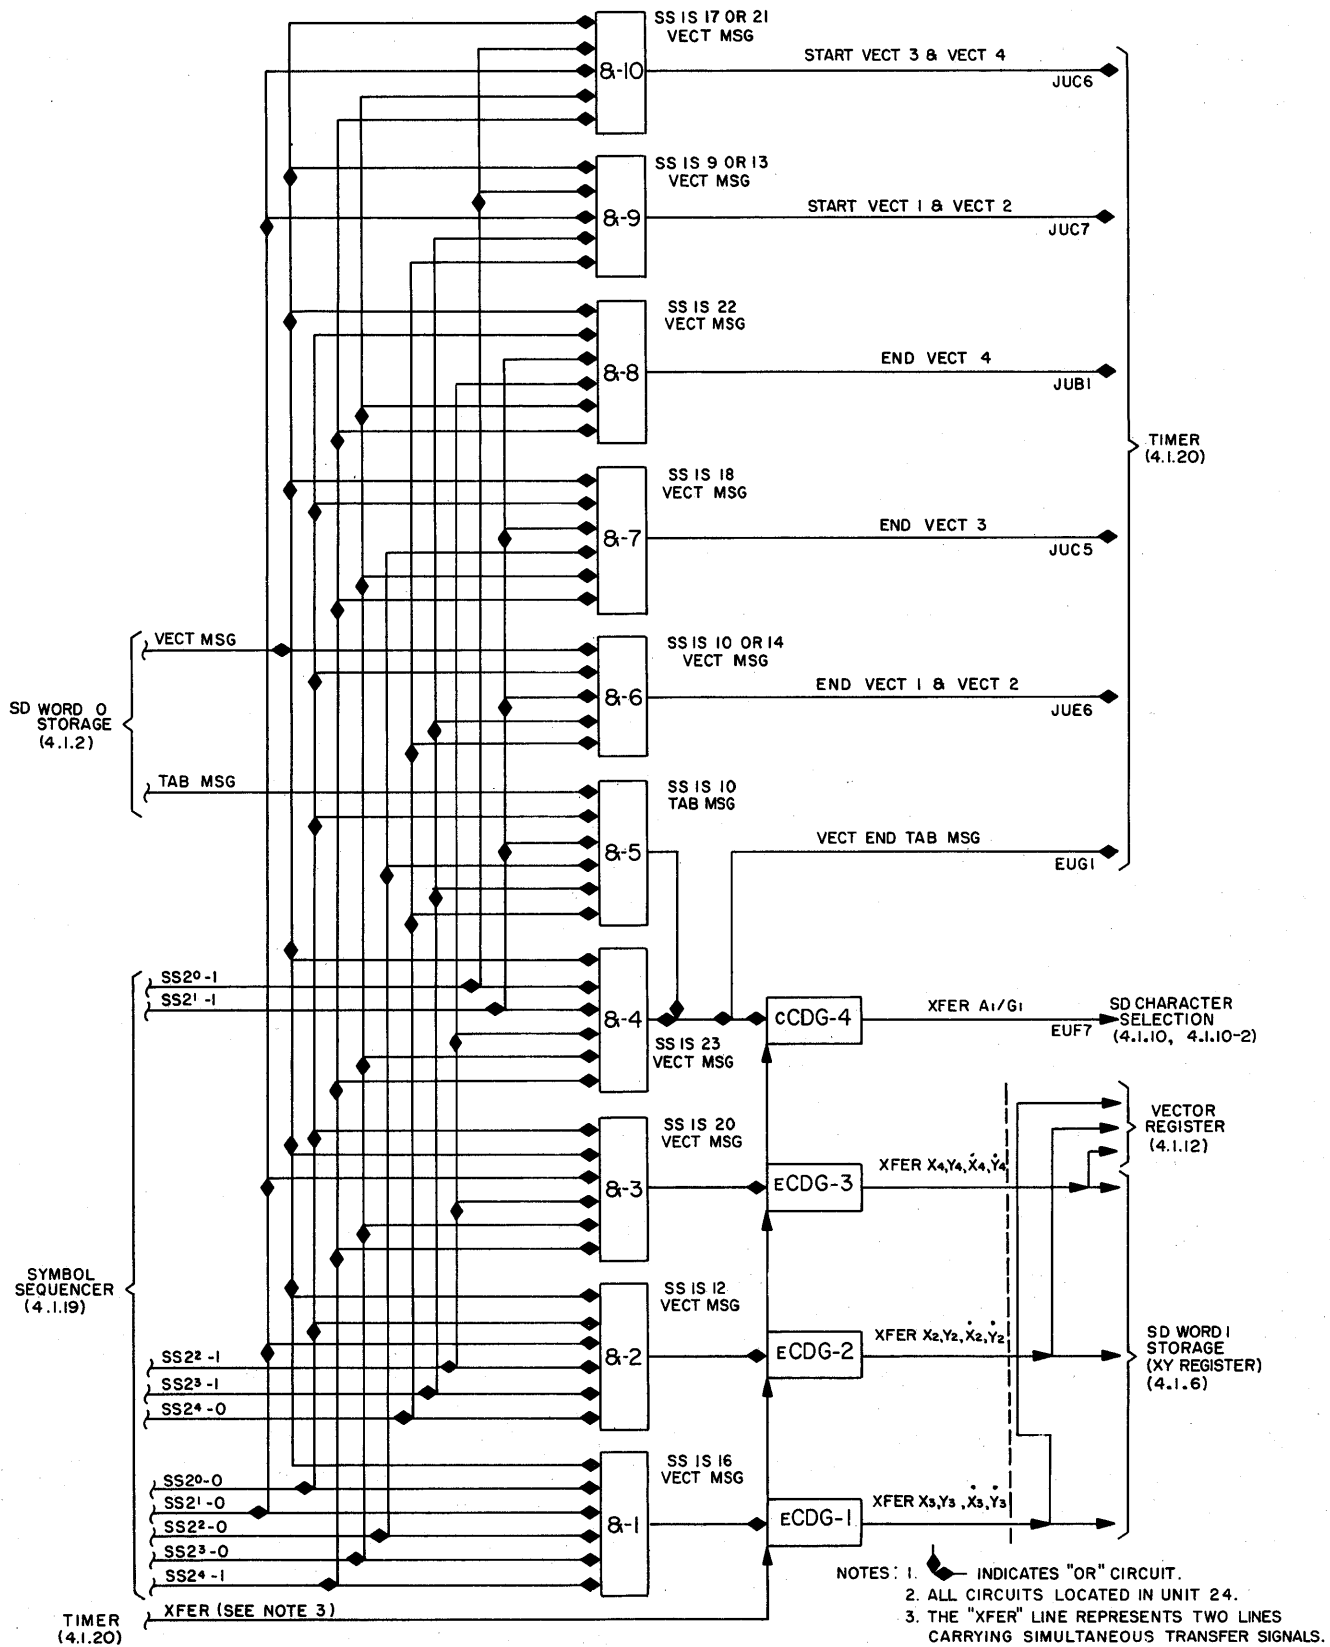 SS IS 17 OR 21
VECT MSG
&-10
START VECT 3 & VECT 4
JUC6
SS IS 9 OR 13
VECT MSG
&-9
START VECT 1 & VECT 2
JUC7
SS IS 22
VECT MSG
&-8
END VECT 4
JUB1
TIMER
(4.1.20)
SS IS 18
VECT MSG
&-7
END VECT 3
JUC5
VECT MSG
SS IS 10 OR 14
VECT MSG
&-6
END VECT 1 & VECT 2
JUE6
SD WORD 0
STORAGE
(4.1.2)
TAB MSG
SS IS 10
TAB MSG
&-5
VECT END TAB MSG
EUG1
SS2⁰-1
SS2¹-1
&-4
SS IS 23
VECT MSG
cCDG-4
XFER A1/G1
EUF7
SD CHARACTER
SELECTION
(4.1.10, 4.1.10-2)
SS IS 20
VECT MSG
&-3
ECDG-3
XFER X4,Y4,Ẋ4,Ẏ4
VECTOR
REGISTER
(4.1.12)
SYMBOL
SEQUENCER
(4.1.19)
SS IS 12
VECT MSG
SS2²-1
SS2³-1
SS2⁴-0
&-2
ECDG-2
XFER X2,Y2,Ẋ2,Ẏ2
SD WORD 1
STORAGE
(XY REGISTER)
(4.1.6)
SS IS 16
VECT MSG
SS2⁰-0
SS2¹-0
SS2²-0
SS2³-0
SS2⁴-1
&-1
ECDG-1
XFER X3,Y3,Ẋ3,Ẏ3
TIMER
(4.1.20)
XFER (SEE NOTE 3)
NOTES: 1. INDICATES "OR" CIRCUIT.
2. ALL CIRCUITS LOCATED IN UNIT 24.
3. THE "XFER" LINE REPRESENTS TWO LINES
CARRYING SIMULTANEOUS TRANSFER SIGNALS.